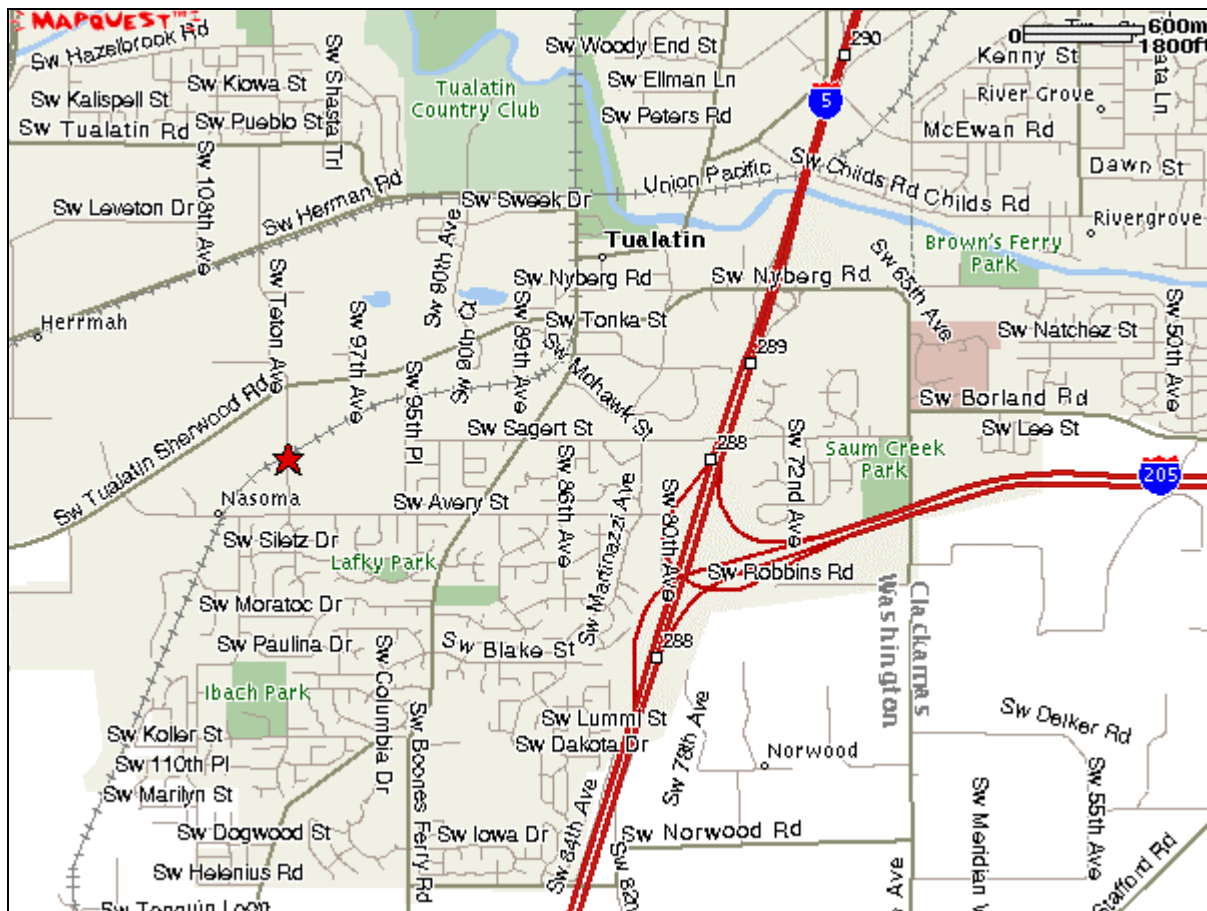 MAPQUEST™
Sw Hazelbrook Rd
Sw Kiowa St
Sw Kalispell St
Sw Pueblo St
Sw Tualatin Rd
Sw Shasta Trl
Sw 108th Ave
Sw Leveton Dr
Sw Herman Rd
Tualatin
Country Club
Sw Woody End St
Sw Ellman Ln
Sw Peters Rd
Union Pacific
290
5
0
600m
1800ft
Kenny St
River Grove
McEwan Rd
Dawn St
Sw Childs Rd
Childs Rd
Rivergrove
Sw Sweek Dr
Tualatin
Brown's Ferry
Park
Sw Nyberg Rd
Sw Nyberg Rd
Sw 65th Ave
Sw 90th Ave
Sw Teton Ave
Herrmah
Sw 97th Ave
Sw 90th Ct
Sw 89th Ave
Sw Tonka St
Sw Mohawk St
289
Sw Natchez St
Sw 50th Ave
Sw Borland Rd
Sw Lee St
Sw Tualatin Sherwood Rd
Sw 95th Pl
Sw Sagert St
288
Sw 72nd Ave
Saum Creek
Park
205
Nasoma
Sw Avery St
Sw 86th Ave
Sw Martinazzi Ave
Sw 80th Ave
Sw Siletz Dr
Lafky Park
Sw Robbins Rd
Sw Moratoc Dr
Sw Paulina Dr
Sw Blake St
288
Washington
Clackamas
Ibach Park
Sw Columbia Dr
Sw Boones Ferry Rd
Sw Lummi St
Sw Dakota Dr
Sw 78th Ave
Norwood
Sw Delker Rd
Sw Koller St
Sw 110th Pl
Sw Marilyn St
Sw Dogwood St
Sw Helenius Rd
Sw Tonquin Loop
Sw Iowa Dr
Sw 84th Ave
Sw Norwood Rd
Sw 82n
Ave
Sw Meridian
Sw 55th Ave
Stafford Rd